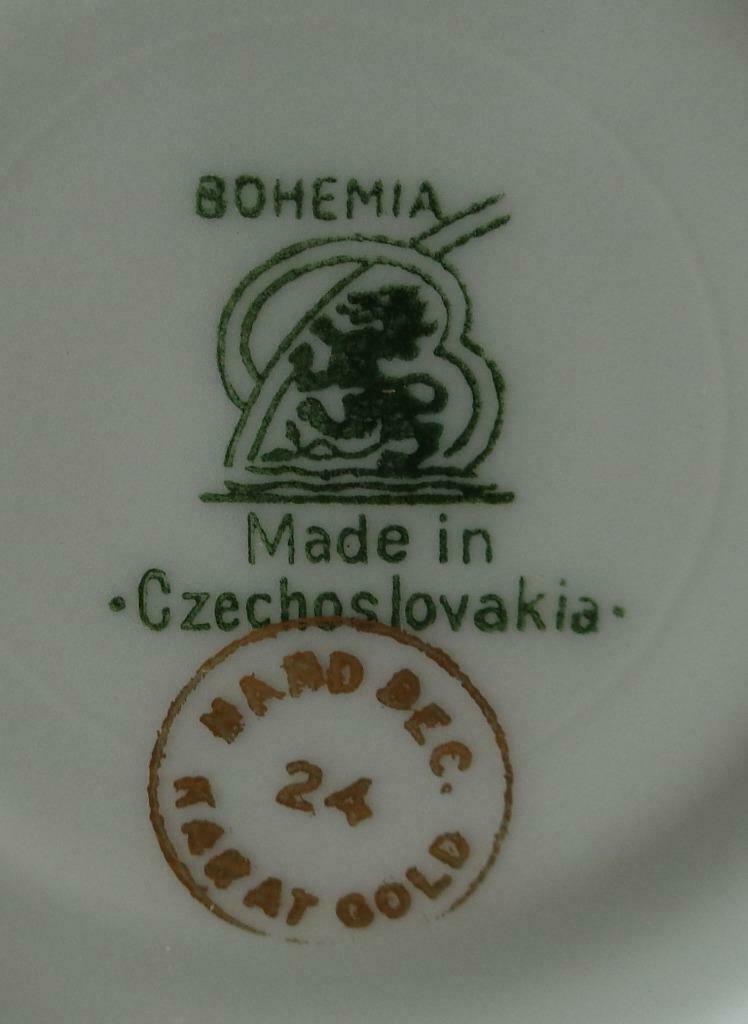 BOHEMIA
Made in
·Czechoslovakia·
HAND DEC.
24
KARAT GOLD